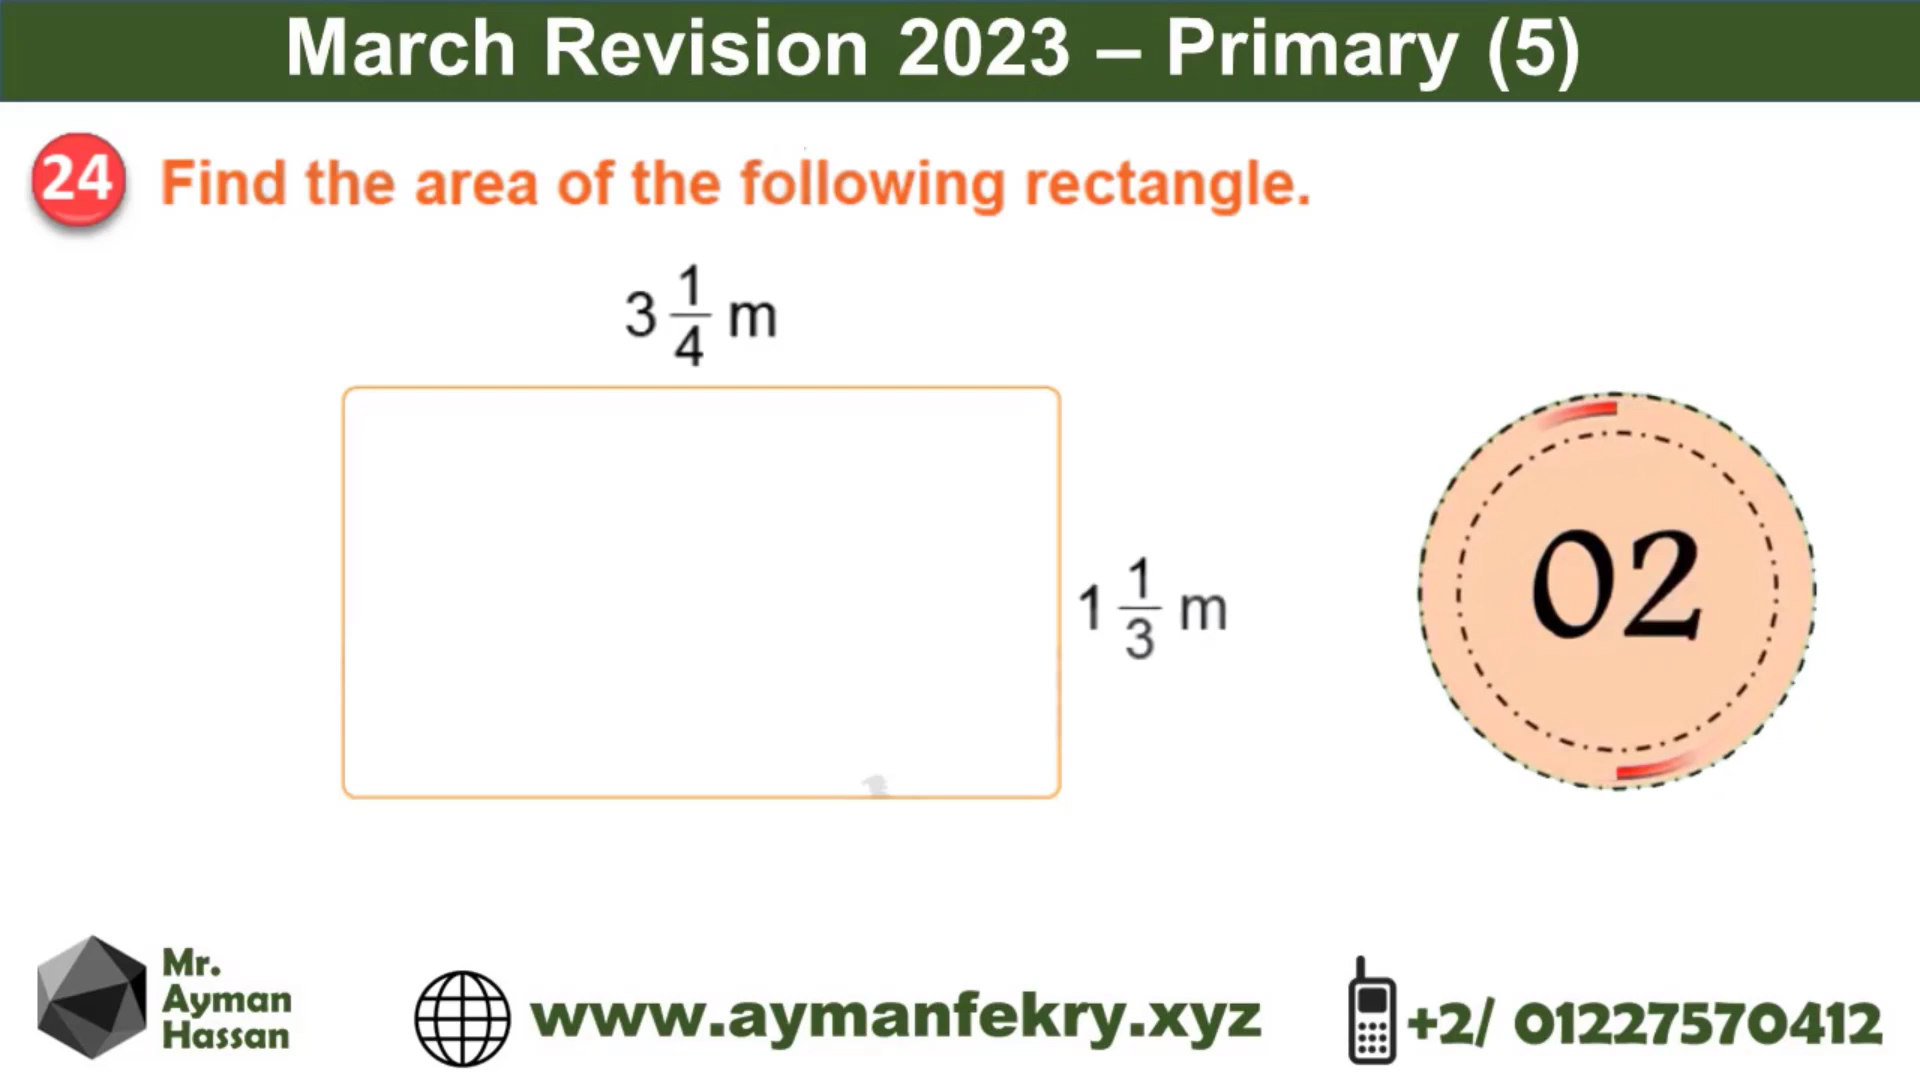 March Revision 2023 – Primary (5)
24 Find the area of the following rectangle.
3 1/4 m
1 1/3 m
02
Mr.
Ayman
Hassan
www.aymanfekry.xyz
+2/ 01227570412